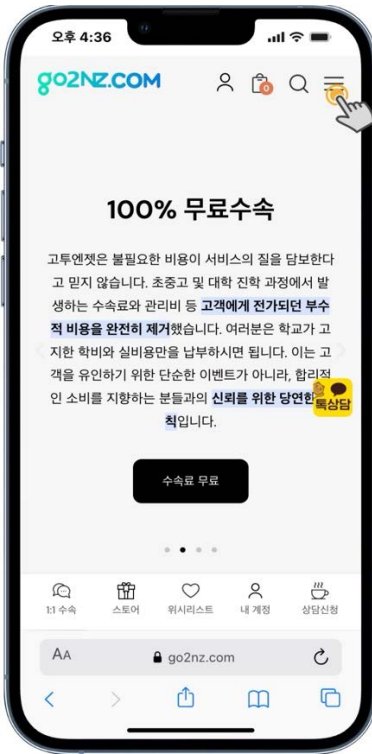 오후 4:36
go2NZ.COM
0
100% 무료수속
고투엔젯은 불필요한 비용이 서비스의 질을 담보한다
고 믿지 않습니다. 초중고 및 대학 진학 과정에서 발
생하는 수속료와 관리비 등 고객에게 전가되던 부수
적 비용을 완전히 제거했습니다. 여러분은 학교가 고
지한 학비와 실비용만을 납부하시면 됩니다. 이는 고
객을 유인하기 위한 단순한 이벤트가 아니라, 합리적
인 소비를 지향하는 분들과의 신뢰를 위한 당연한
칙입니다.
톡상담
수속료 무료
1:1 수속
스토어
위시리스트
내 계정
상담신청
AA
go2nz.com